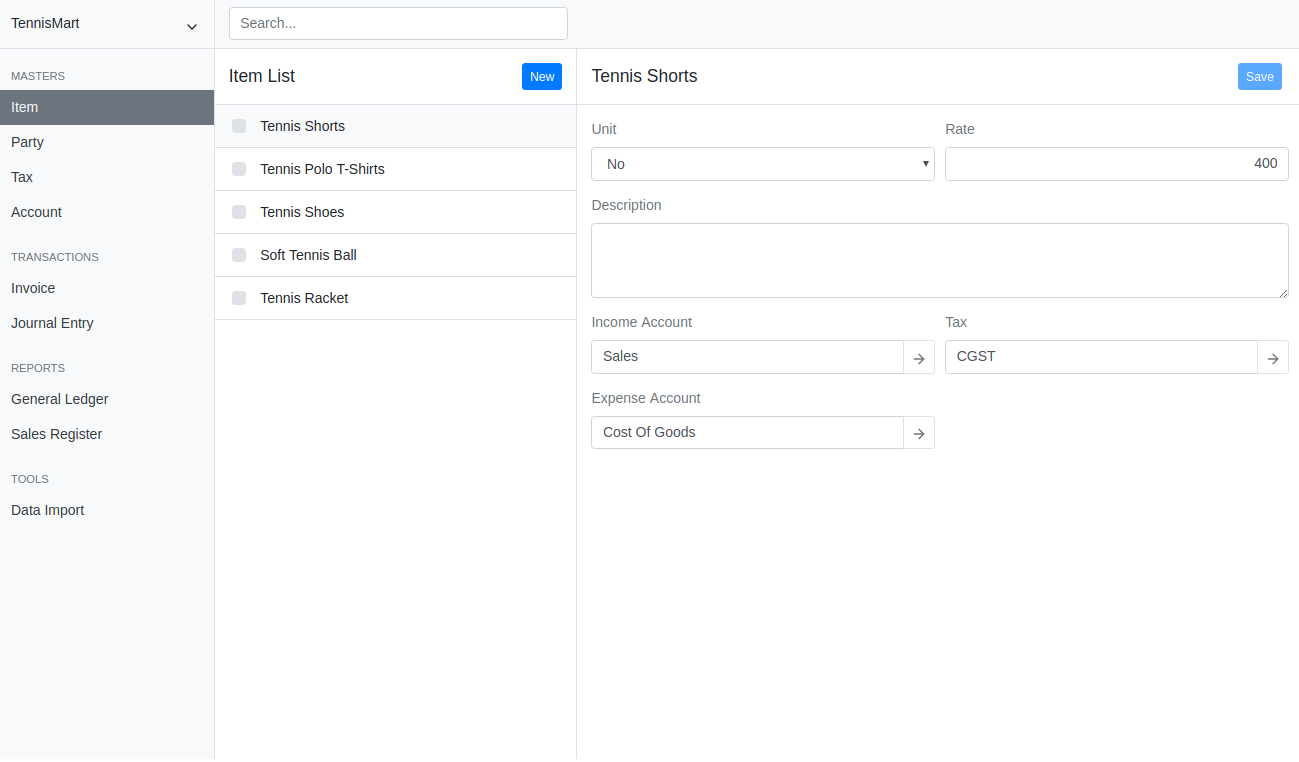 TennisMart
Search...
MASTERS
Item
Party
Tax
Account
TRANSACTIONS
Invoice
Journal Entry
REPORTS
General Ledger
Sales Register
TOOLS
Data Import
Item List
New
Tennis Shorts
Tennis Polo T-Shirts
Tennis Shoes
Soft Tennis Ball
Tennis Racket
Tennis Shorts
Save
Unit
Rate
No
400
Description
Income Account
Tax
Sales
CGST
Expense Account
Cost Of Goods